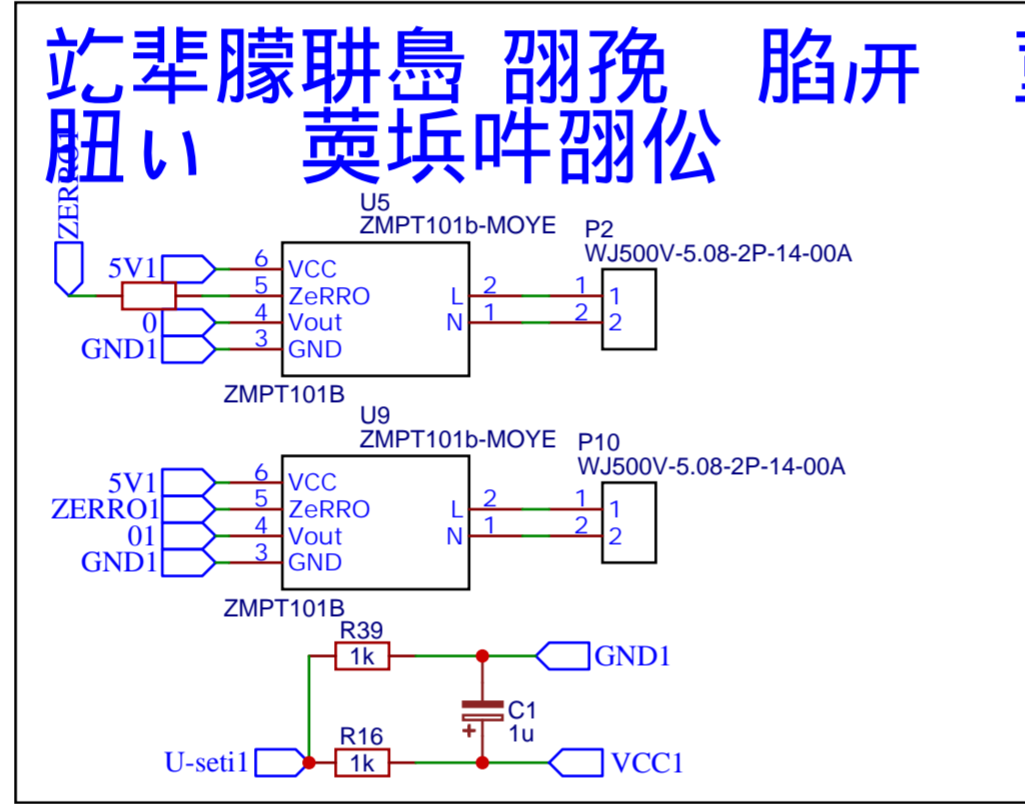 ZERRO1
U5
ZMPT101b-MOYE
P2
WJ500V-5.08-2P-14-00A
5V1
6
VCC
5
ZeRRO
L
2
1
1
0
4
Vout
N
1
2
2
GND1
3
GND
ZMPT101B
U9
ZMPT101b-MOYE
P10
WJ500V-5.08-2P-14-00A
5V1
6
VCC
ZERRO1
5
ZeRRO
L
2
1
1
01
4
Vout
N
1
2
2
GND1
3
GND
ZMPT101B
R39
1k
GND1
C1
1u
+
R16
1k
U-seti1
VCC1